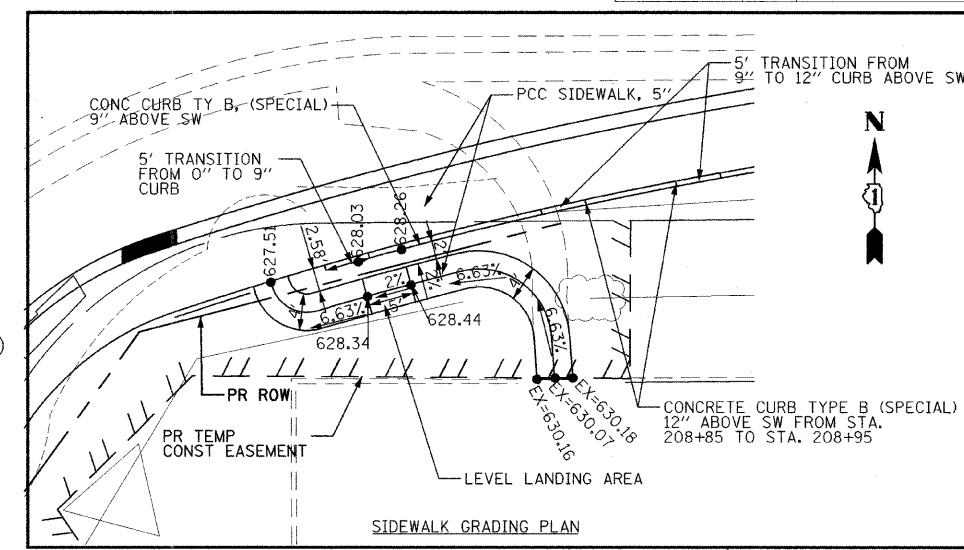 5' TRANSITION FROM
9" TO 12" CURB ABOVE SW
PCC SIDEWALK, 5"
CONC CURB TY B, (SPECIAL)
9" ABOVE SW
N
1
5' TRANSITION
FROM 0" TO 9"
CURB
627.51
2.58'
628.03
628.26
2%
2%
5'
4'
6.63%
6.63%
4'
6.63%
628.34
628.44
PR ROW
EX=630.16
EX=630.07
EX=630.18
PR TEMP
CONST EASEMENT
CONCRETE CURB TYPE B (SPECIAL)
12" ABOVE SW FROM STA.
208+85 TO STA. 208+95
LEVEL LANDING AREA
SIDEWALK GRADING PLAN